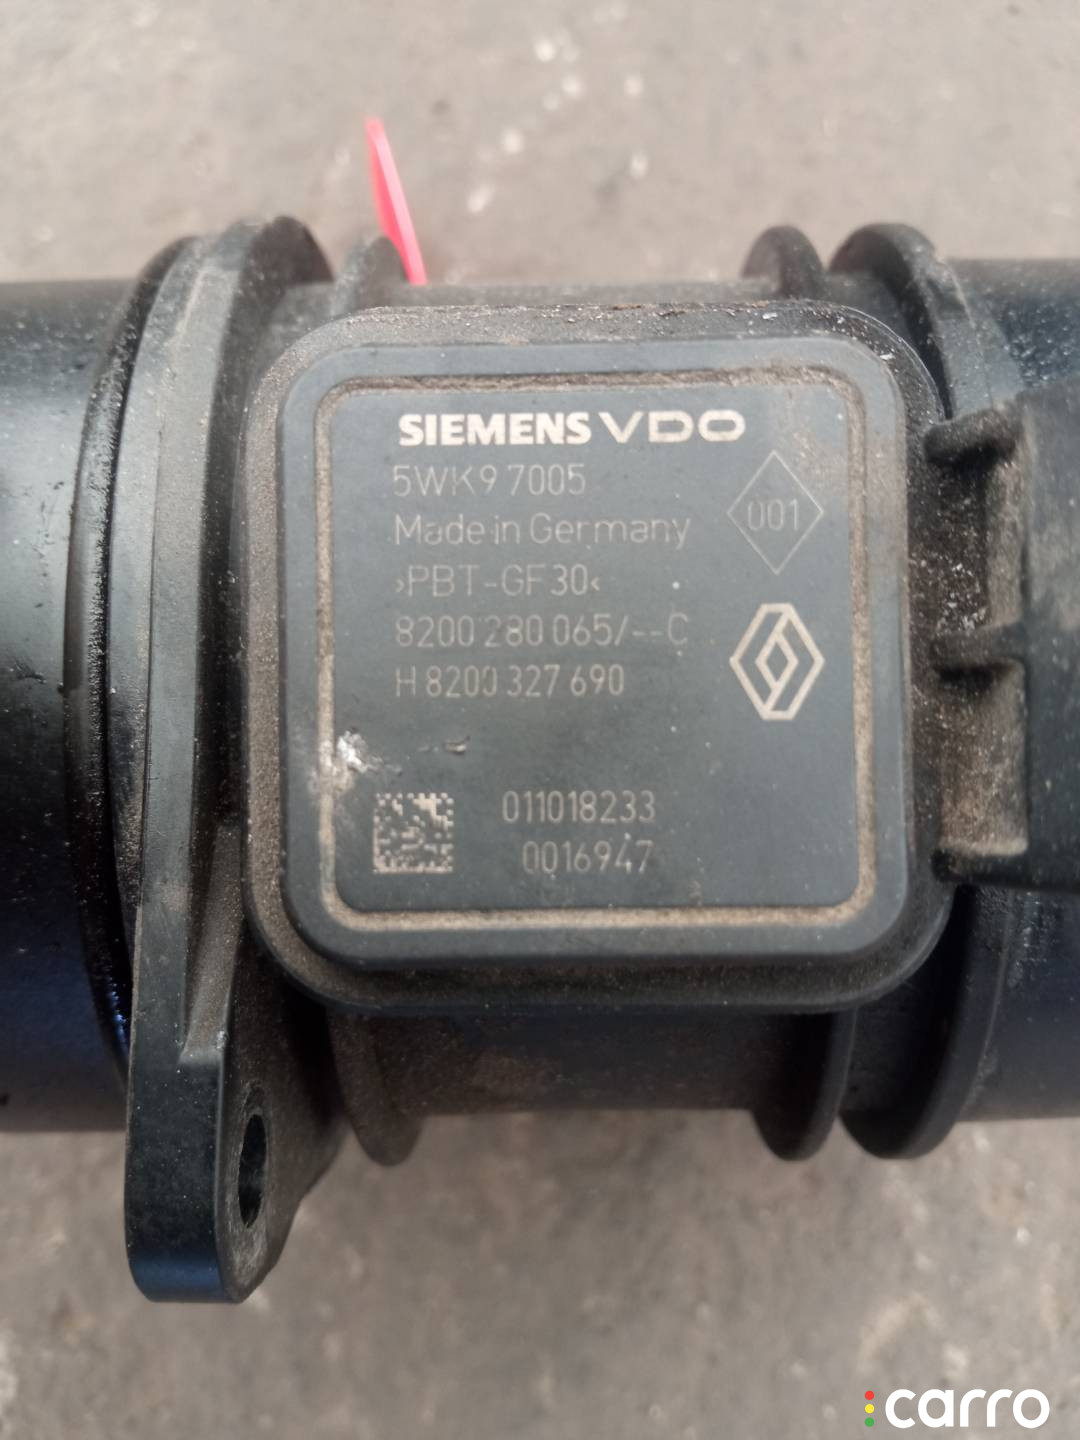 SIEMENS VDO
5WK9 7005
001
Made in Germany
>PBT-GF30<
8200 280 065/--C
H 8200 327 690
011018233
0016947
carro